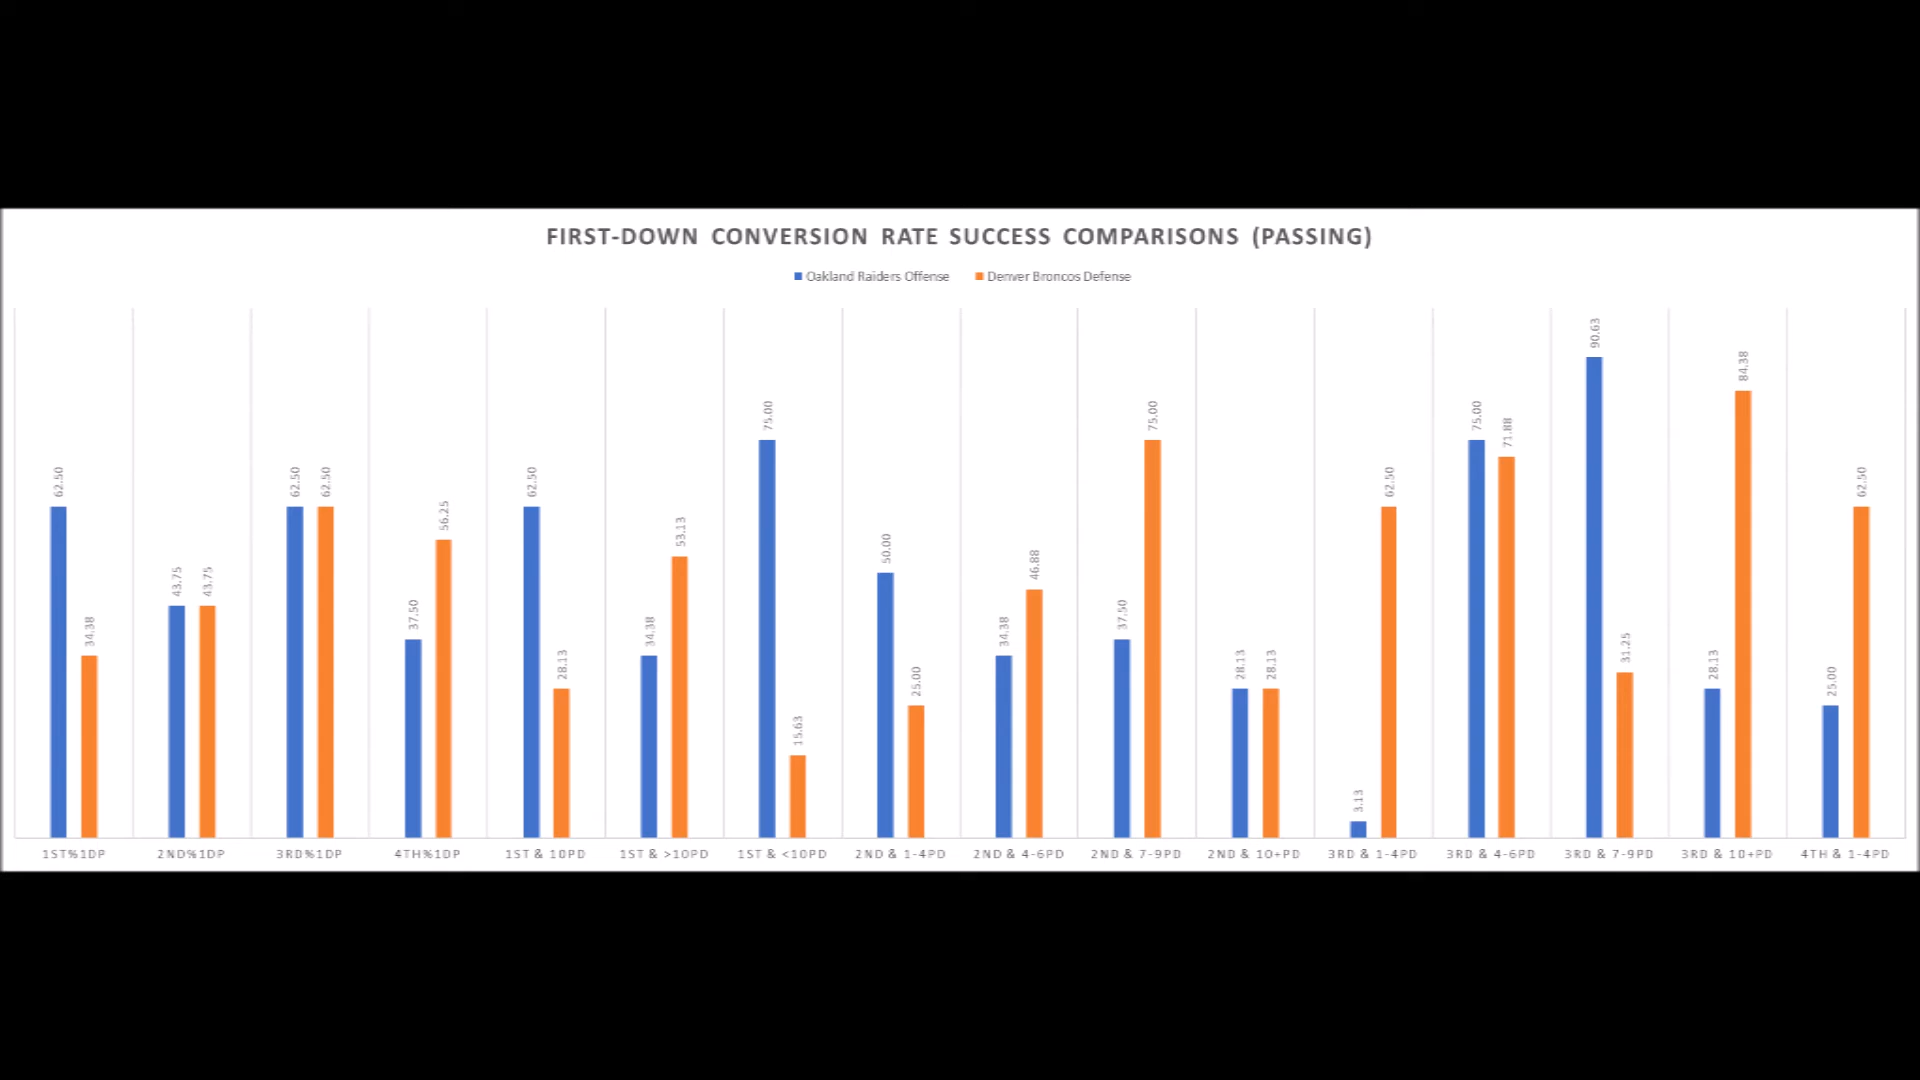 FIRST-DOWN CONVERSION RATE SUCCESS COMPARISONS (PASSING)
Oakland Raiders Offense Denver Broncos Defense
62.50 34.38 43.75 43.75 62.50 62.50 37.50 56.25 62.50 28.13 34.38 53.13 75.00 15.63 50.00 25.00 34.38 46.88 37.50 75.00 28.13 28.13 3.13 62.50 75.00 71.88 90.63 31.25 28.13 84.38 25.00 62.50
1ST%1DP 2ND%1DP 3RD%1DP 4TH%1DP 1ST & 10PD 1ST & >10PD 1ST & <10PD 2ND & 1-4PD 2ND & 4-6PD 2ND & 7-9PD 2ND & 10+PD 3RD & 1-4PD 3RD & 4-6PD 3RD & 7-9PD 3RD & 10+PD 4TH & 1-4PD